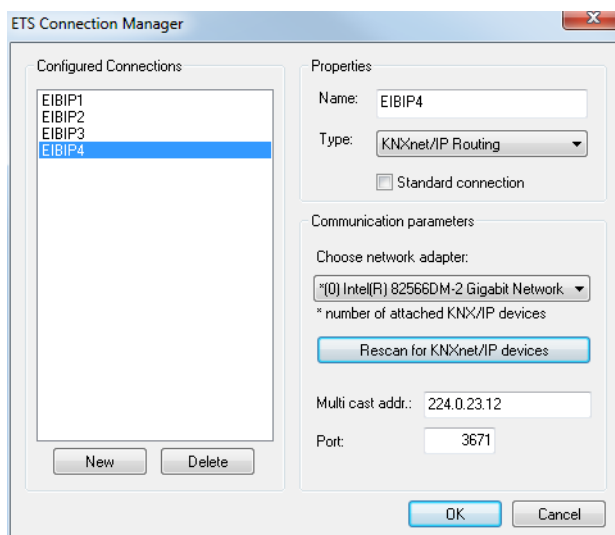 ETS Connection Manager
Configured Connections
EIBIP1
EIBIP2
EIBIP3
EIBIP4
New
Delete
Properties
Name: EIBIP4
Type: KNXnet/IP Routing
Standard connection
Communication parameters
Choose network adapter:
*(0) Intel(R) 82566DM-2 Gigabit Network
* number of attached KNX/IP devices
Rescan for KNXnet/IP devices
Multi cast addr.: 224.0.23.12
Port: 3671
OK
Cancel